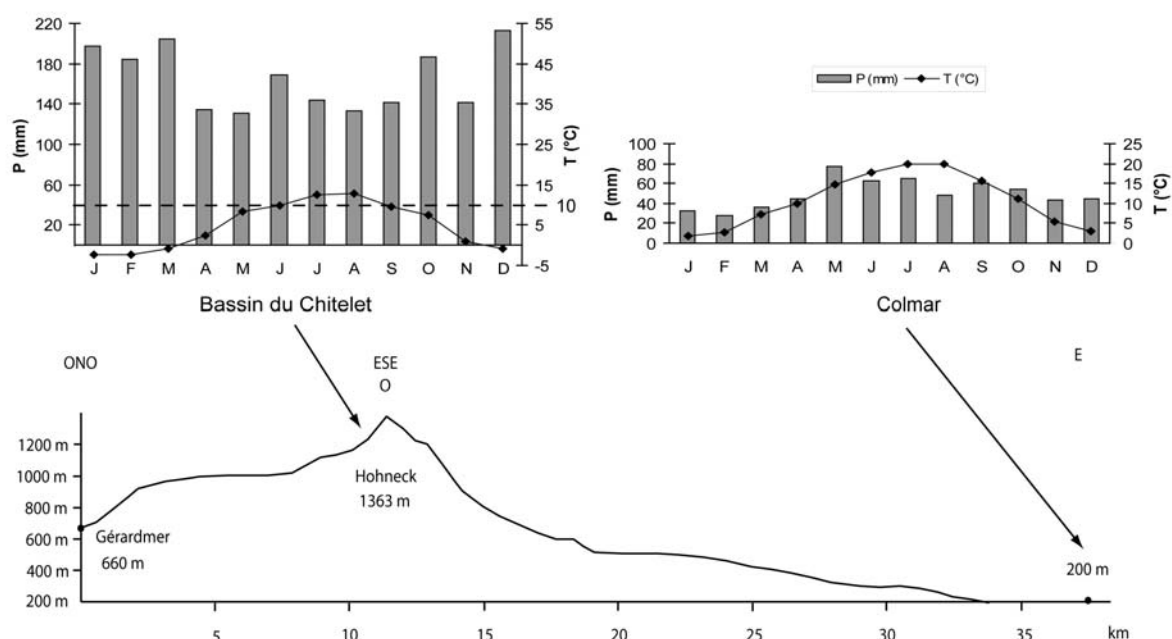 P (mm)
220
180
140
100
60
20
T (°C)
55
45
35
25
15
10
5
-5
J F M A M J J A S O N D
Bassin du Chitelet
P (mm) T (°C)
P (mm)
100
80
60
40
20
0
T (°C)
25
20
15
10
5
0
J F M A M J J A S O N D
Colmar
ONO
ESE
O
E
1200 m
1000 m
800 m
600 m
400 m
200 m
Gérardmer
660 m
Hohneck
1363 m
200 m
5 10 15 20 25 30 35 km